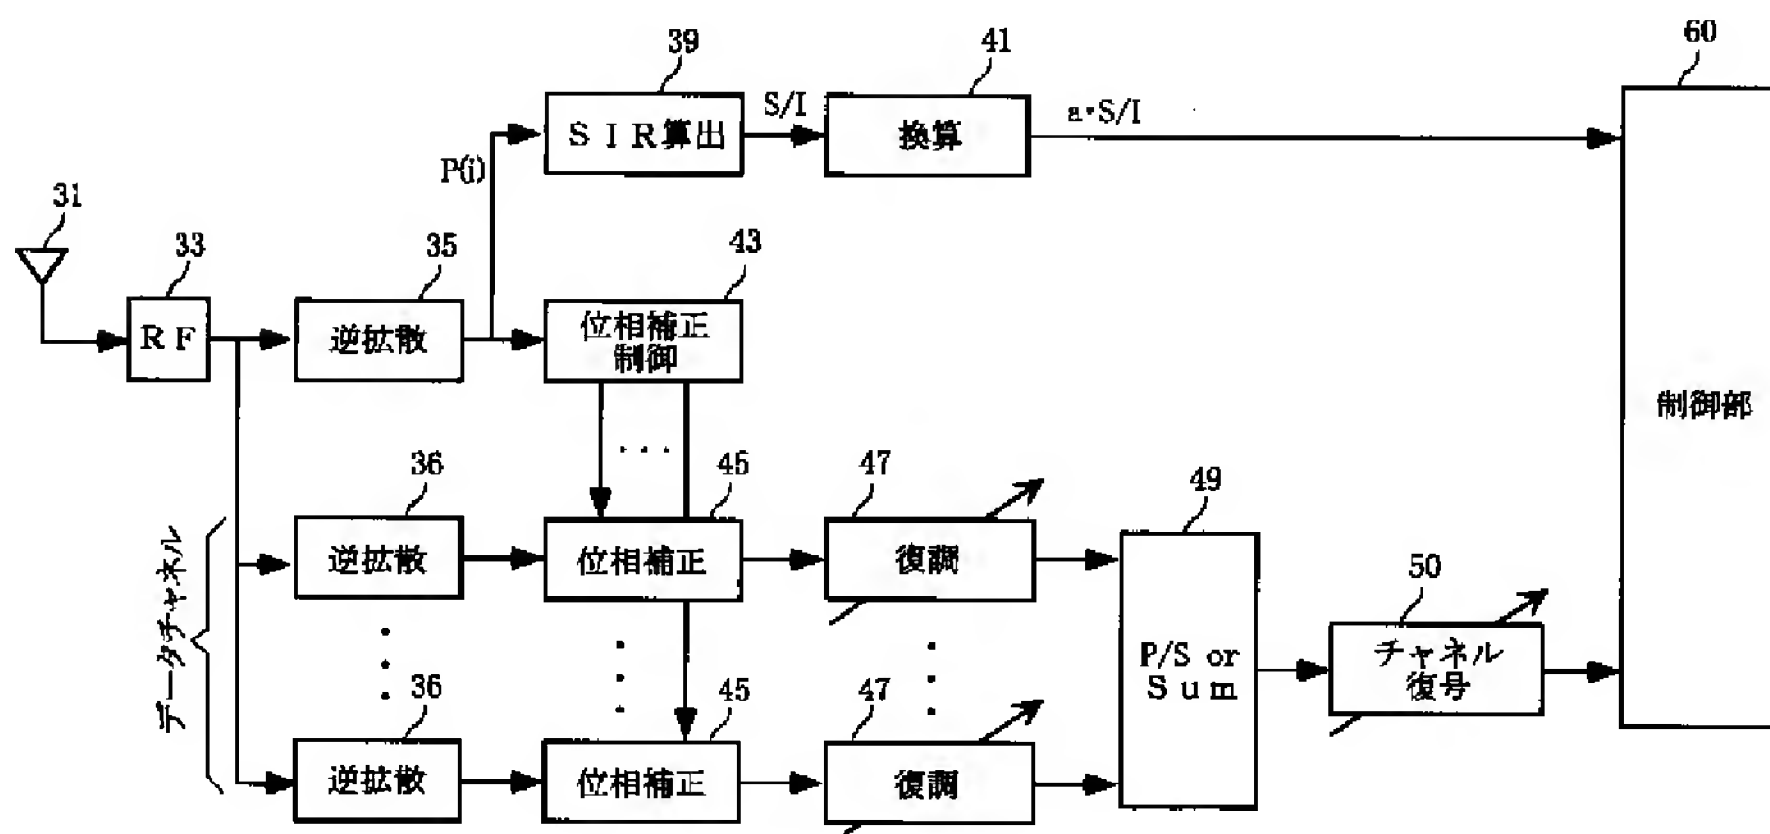 39
41
60
S/I
a・S/I
ＳＩＲ算出
換算
P(i)
31
33
35
43
ＲＦ
逆拡散
位相補正
制御
制御部
36
45
47
49
逆拡散
位相補正
復調
50
データチャネル
P/S or
Sum
チャネル
復号
36
45
47
逆拡散
位相補正
復調